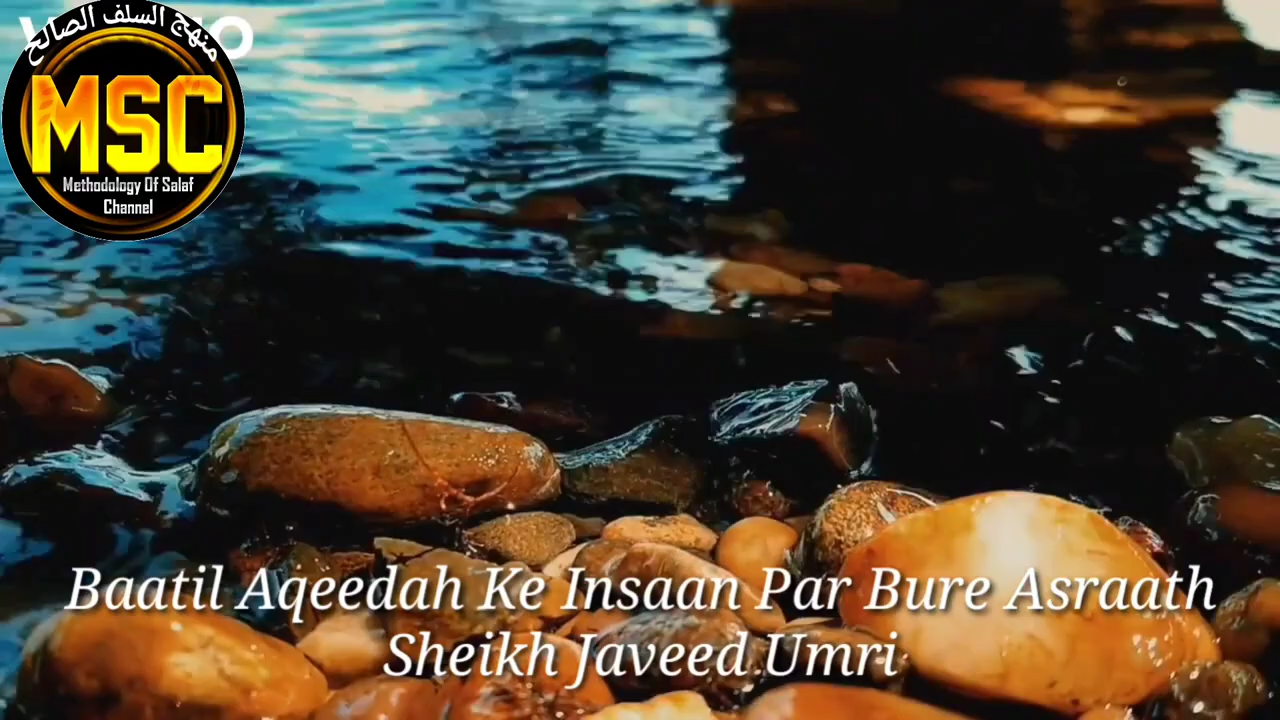 منهج السلف الصالح
MSC
Methodology Of Salaf
Channel
Baatil Aqeedah Ke Insaan Par Bure Asraath
Sheikh Javeed Umri